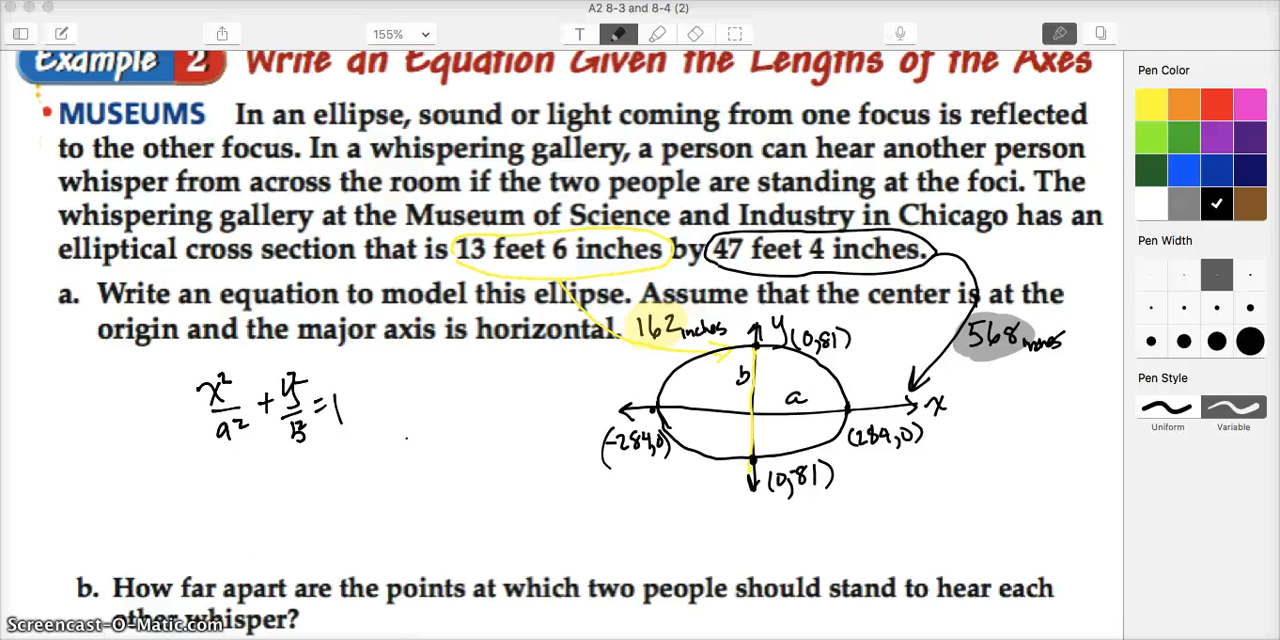 A2 8-3 and 8-4 (2)
155%
T
Example 2 Write an Equation Given the Lengths of the Axes
• MUSEUMS In an ellipse, sound or light coming from one focus is reflected
to the other focus. In a whispering gallery, a person can hear another person
whisper from across the room if the two people are standing at the foci. The
whispering gallery at the Museum of Science and Industry in Chicago has an
elliptical cross section that is 13 feet 6 inches by 47 feet 4 inches.
a. Write an equation to model this ellipse. Assume that the center is at the
origin and the major axis is horizontal.
162 inches
y (0,81)
568 inches
b
a
x
x²/a² + y²/b² = 1
(-284,0)
(284,0)
(0,-81)
b. How far apart are the points at which two people should stand to hear each
other whisper?
Screencast-O-Matic.com
Pen Color
Pen Width
Pen Style
Uniform
Variable